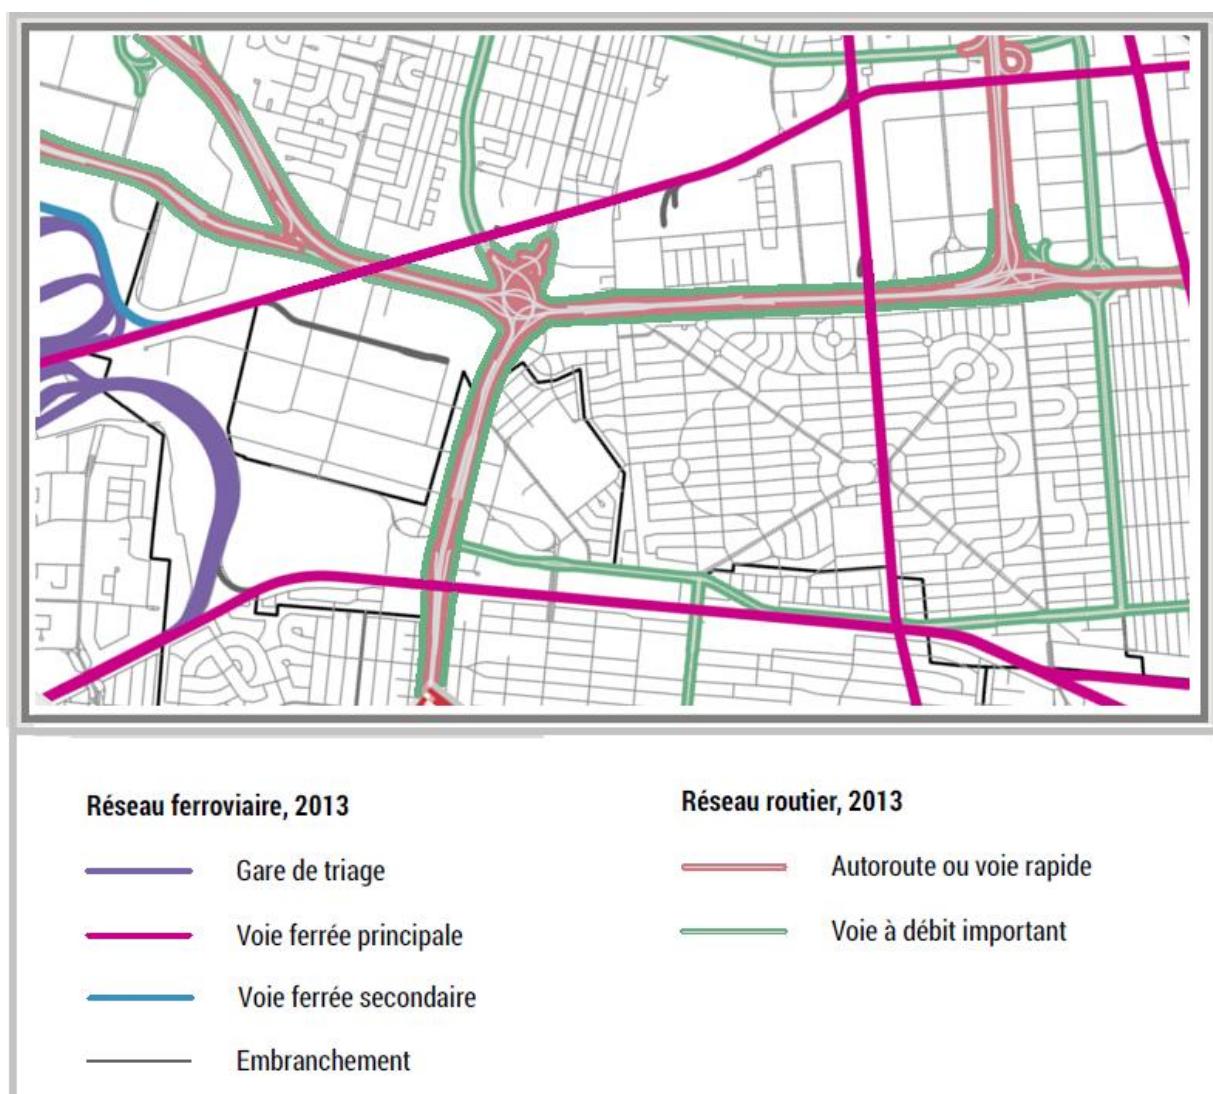 Réseau ferroviaire, 2013
Gare de triage
Voie ferrée principale
Voie ferrée secondaire
Embranchement
Réseau routier, 2013
Autoroute ou voie rapide
Voie à débit important